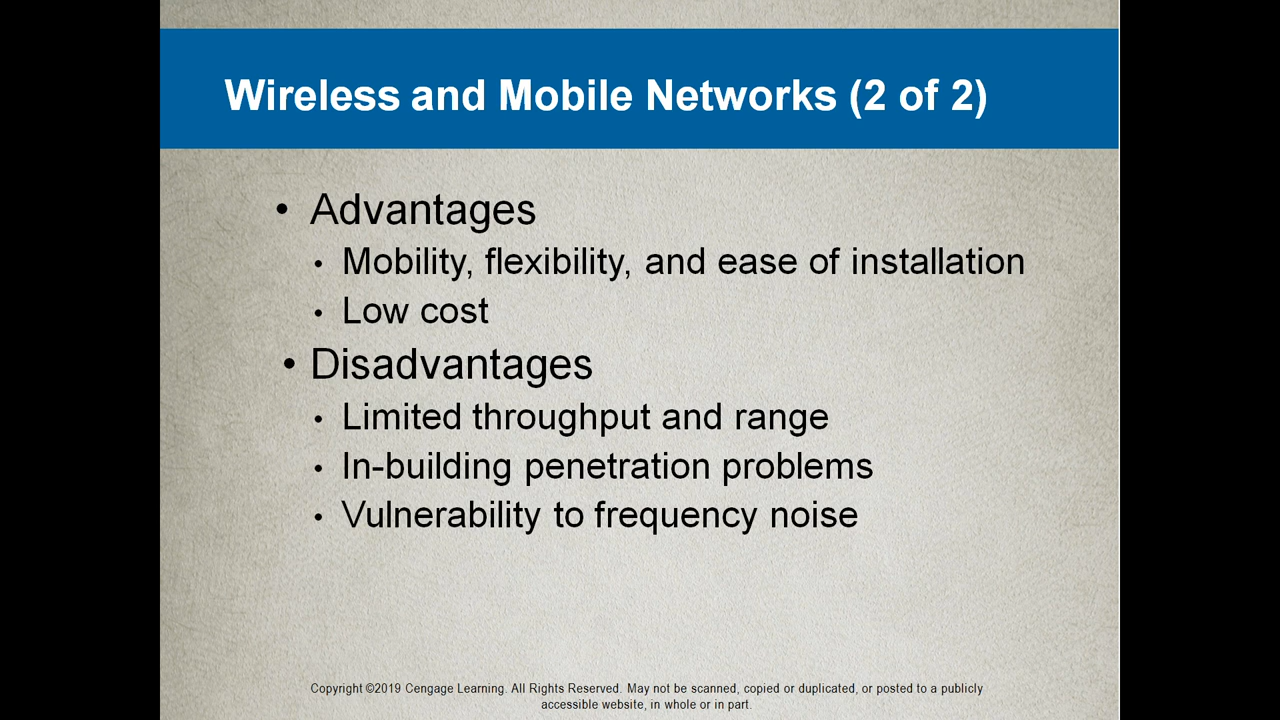 Wireless and Mobile Networks (2 of 2)
• Advantages
• Mobility, flexibility, and ease of installation
• Low cost
• Disadvantages
• Limited throughput and range
• In-building penetration problems
• Vulnerability to frequency noise
Copyright ©2019 Cengage Learning. All Rights Reserved. May not be scanned, copied or duplicated, or posted to a publicly
accessible website, in whole or in part.